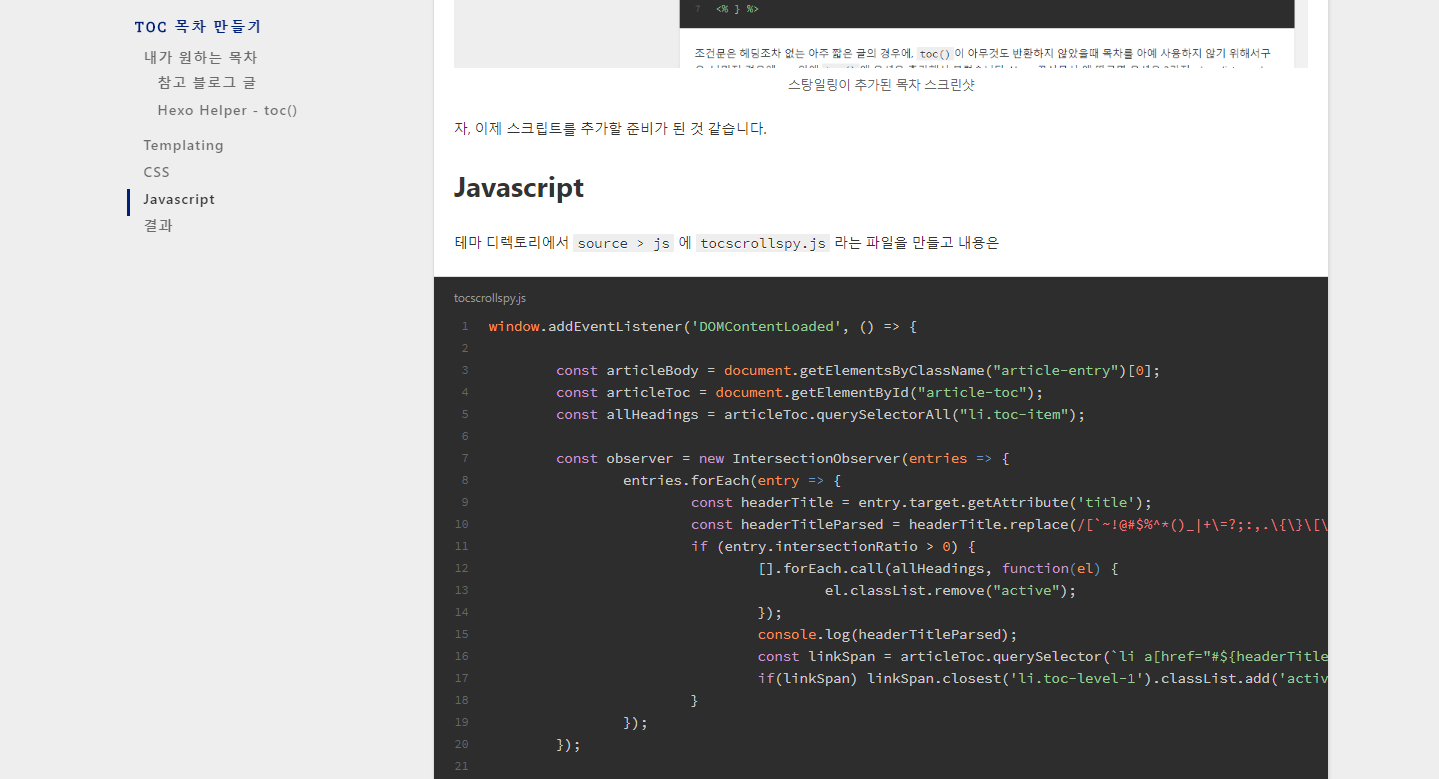 TOC 목차 만들기
내가 원하는 목차
참고 블로그 글
Hexo Helper - toc()
Templating
CSS
Javascript
결과
7 <% } %>
조건문은 헤딩조차 없는 아주 짧은 글의 경우에, toc()이 아무것도 반환하지 않았을때 목차를 아예 사용하지 않기 위해서구
스탕일링이 추가된 목차 스크린샷
자, 이제 스크립트를 추가할 준비가 된 것 같습니다.
Javascript
테마 디렉토리에서 source > js 에 tocscrollspy.js 라는 파일을 만들고 내용은
tocscrollspy.js
1 window.addEventListener('DOMContentLoaded', () => {
2
3 const articleBody = document.getElementsByClassName("article-entry")[0];
4 const articleToc = document.getElementById("article-toc");
5 const allHeadings = articleToc.querySelectorAll("li.toc-item");
6
7 const observer = new IntersectionObserver(entries => {
8 entries.forEach(entry => {
9 const headerTitle = entry.target.getAttribute('title');
10 const headerTitleParsed = headerTitle.replace(/[`~!@#$%^*()_|+\=?;:,.\{\}\[\
11 if (entry.intersectionRatio > 0) {
12 [].forEach.call(allHeadings, function(el) {
13 el.classList.remove("active");
14 });
15 console.log(headerTitleParsed);
16 const linkSpan = articleToc.querySelector(`li a[href="#${headerTitle
17 if(linkSpan) linkSpan.closest('li.toc-level-1').classList.add('activ
18 }
19 });
20 });
21